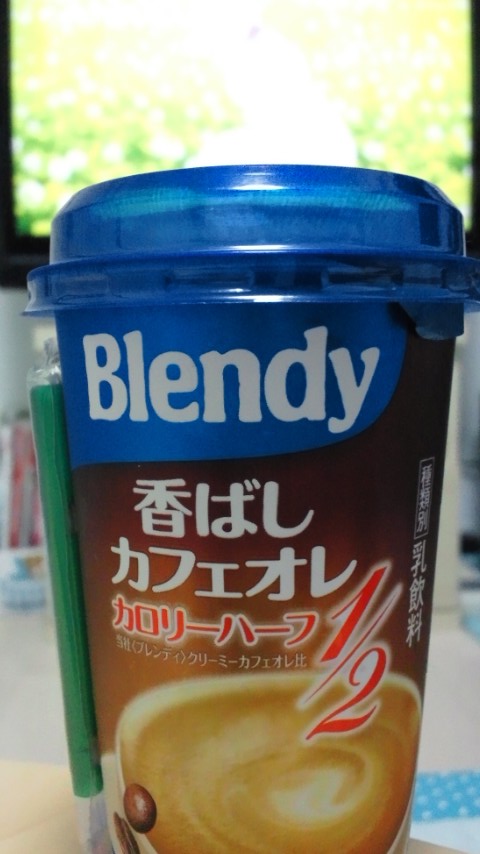 Blendy
香ばし
カフェオレ
カロリーハーフ 1/2
当社〈ブレンディ〉クリーミーカフェオレ比
種類別 乳飲料